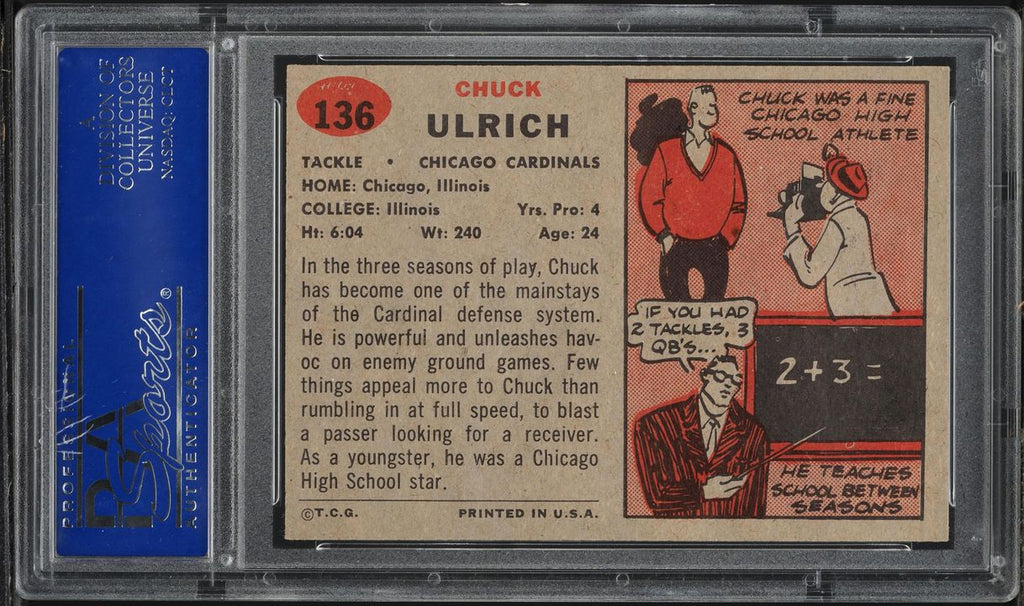 A
DIVISION OF
COLLECTORS
UNIVERSE
NASDAQ: CLCT
PROFESSIONAL
PSA
Sports®
AUTHENTICATOR
136
CHUCK
ULRICH
TACKLE • CHICAGO CARDINALS
HOME: Chicago, Illinois
COLLEGE: Illinois Yrs. Pro: 4
Ht: 6:04 Wt: 240 Age: 24
In the three seasons of play, Chuck
has become one of the mainstays
of the Cardinal defense system.
He is powerful and unleashes hav-
oc on enemy ground games. Few
things appeal more to Chuck than
rumbling in at full speed, to blast
a passer looking for a receiver.
As a youngster, he was a Chicago
High School star.
©T.C.G. PRINTED IN U.S.A.
CHUCK WAS A FINE
CHICAGO HIGH
SCHOOL ATHLETE
IF YOU HAD
2 TACKLES, 3
QB'S...
2+3=
HE TEACHES
SCHOOL BETWEEN
SEASONS